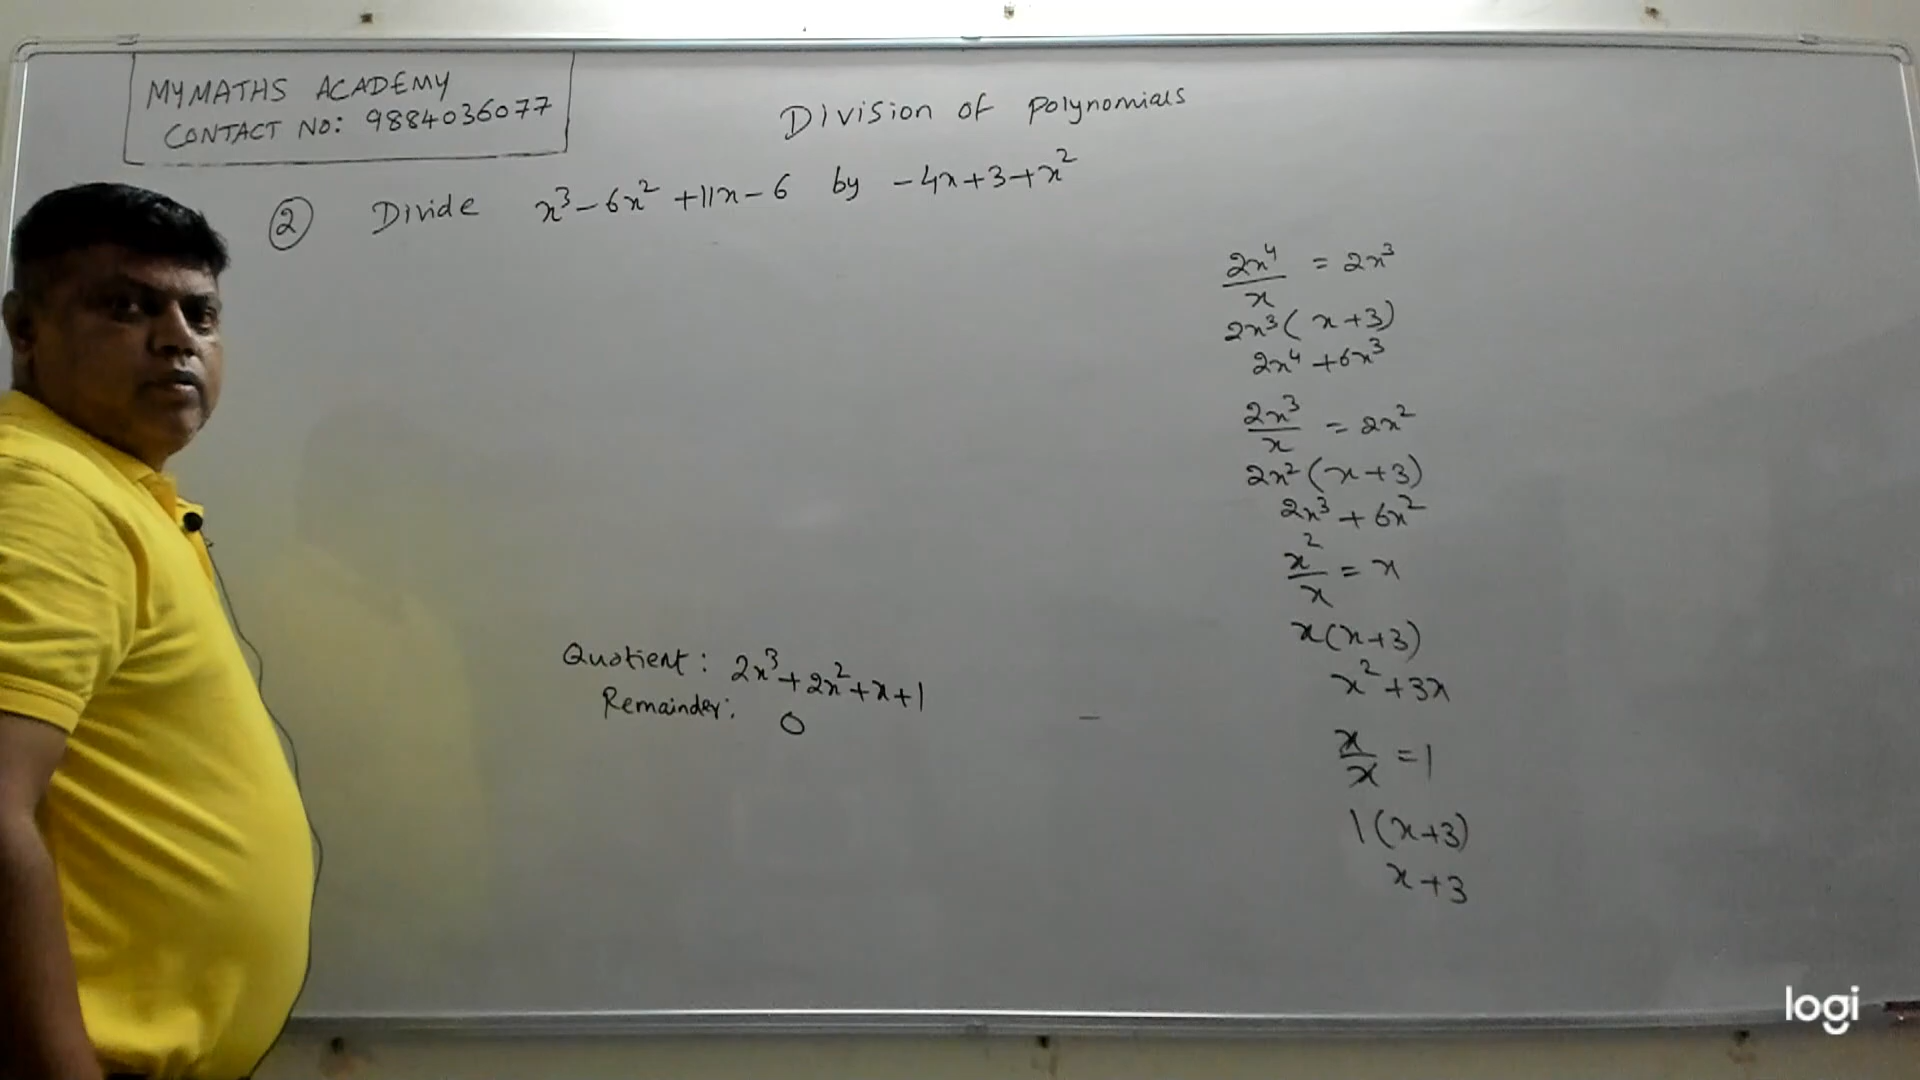 MYMATHS ACADEMY
CONTACT NO: 9884036077
Division of Polynomials
② Divide x³ - 6x² + 11x - 6 by -4x + 3 + x²
2x⁴/x = 2x³
2x³(x+3)
2x⁴ + 6x³
2x³/x = 2x²
2x²(x+3)
2x³ + 6x²
x²/x = x
x(x+3)
x² + 3x
x/x = 1
1(x+3)
x+3
Quotient: 2x³ + 2x² + x + 1
Remainder: 0
logi